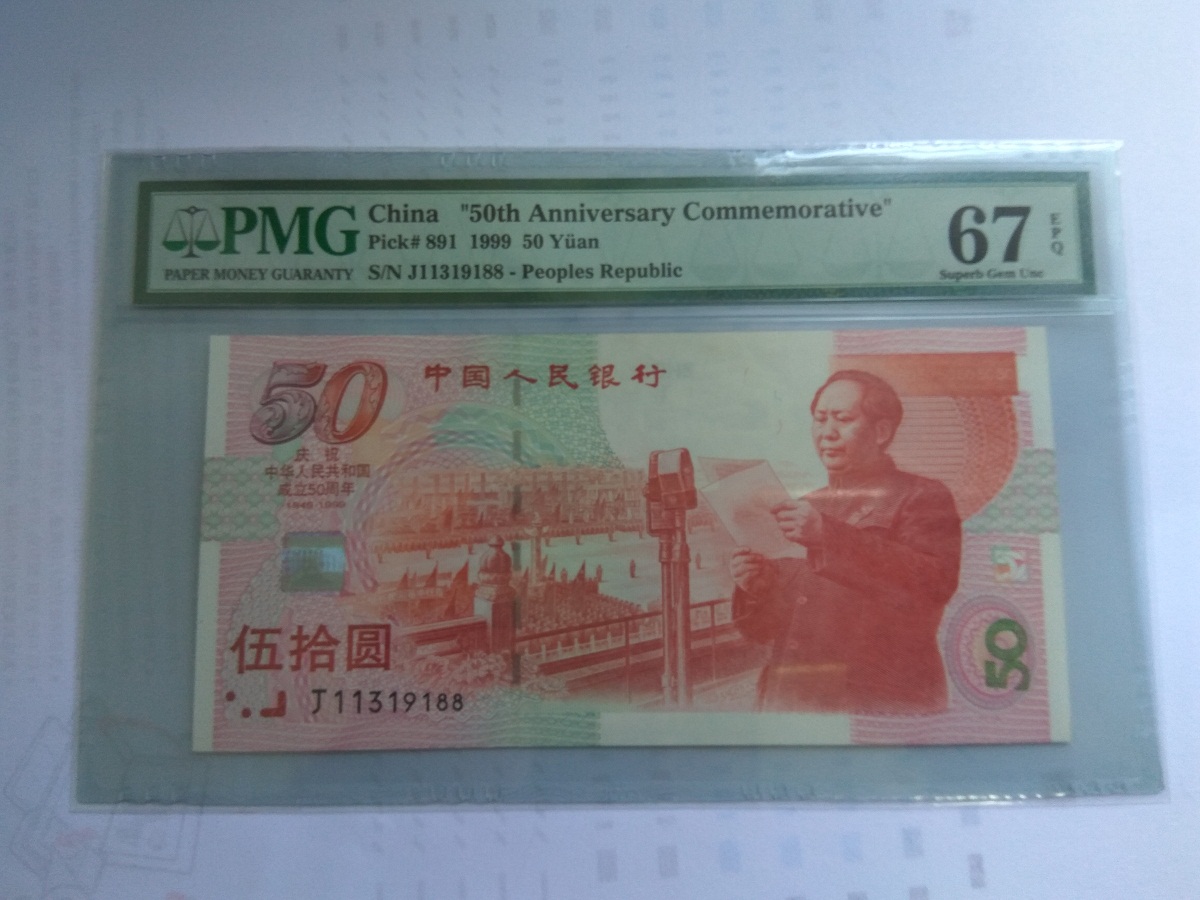 PMG
PAPER MONEY GUARANTY
China "50th Anniversary Commemorative"
Pick# 891 1999 50 Yüan
S/N J11319188 - Peoples Republic
67
EPQ
Superb Gem Unc
50
中国人民银行
庆祝
中华人民共和国
成立50周年
1949-1999
伍拾圆
J11319188
50